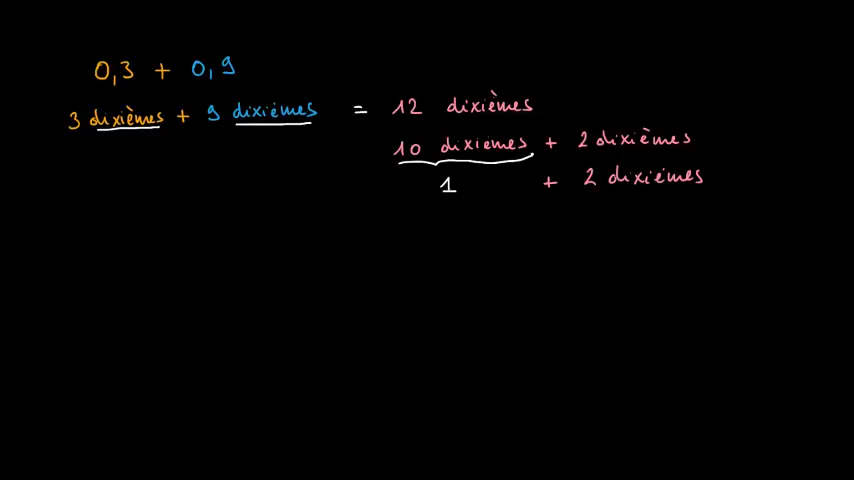 0,3 + 0,9
3 dixièmes + 9 dixièmes = 12 dixièmes
10 dixièmes + 2 dixièmes
1 + 2 dixièmes